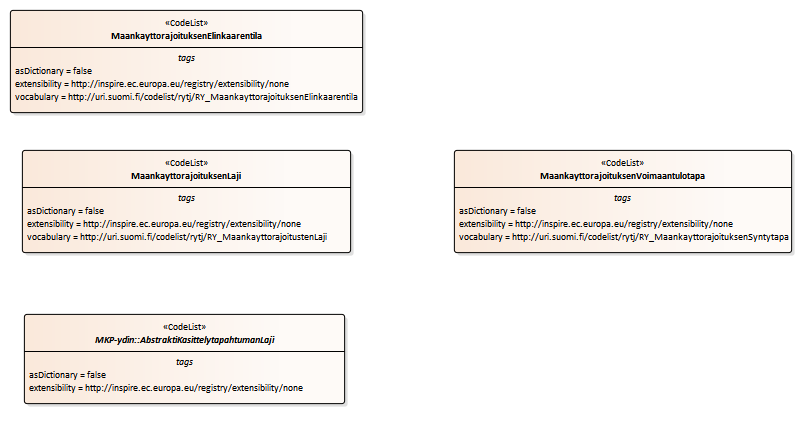 «CodeList»
MaankayttorajoituksenElinkaarentila
tags
asDictionary = false
extensibility = http://inspire.ec.europa.eu/registry/extensibility/none
vocabulary = http://uri.suomi.fi/codelist/rytj/RY_MaankayttorajoituksenElinkaarentila
«CodeList»
MaankayttorajoituksenLaji
tags
asDictionary = false
extensibility = http://inspire.ec.europa.eu/registry/extensibility/none
vocabulary = http://uri.suomi.fi/codelist/rytj/RY_MaankayttorajoitustenLaji
«CodeList»
MaankayttorajoituksenVoimaantulotapa
tags
asDictionary = false
extensibility = http://inspire.ec.europa.eu/registry/extensibility/none
vocabulary = http://uri.suomi.fi/codelist/rytj/RY_MaankayttorajoituksenSyntytapa
«CodeList»
MKP-ydin::AbstraktiKasittelytapahtumanLaji
tags
asDictionary = false
extensibility = http://inspire.ec.europa.eu/registry/extensibility/none